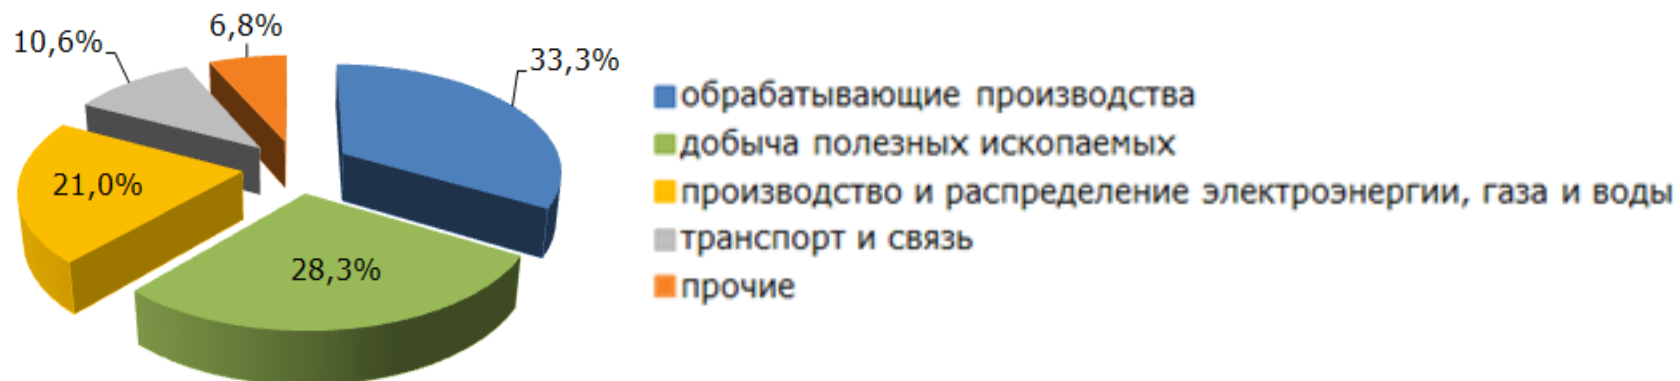 6,8%
10,6%
33,3%
21,0%
28,3%
обрабатывающие производства
добыча полезных ископаемых
производство и распределение электроэнергии, газа и воды
транспорт и связь
прочие